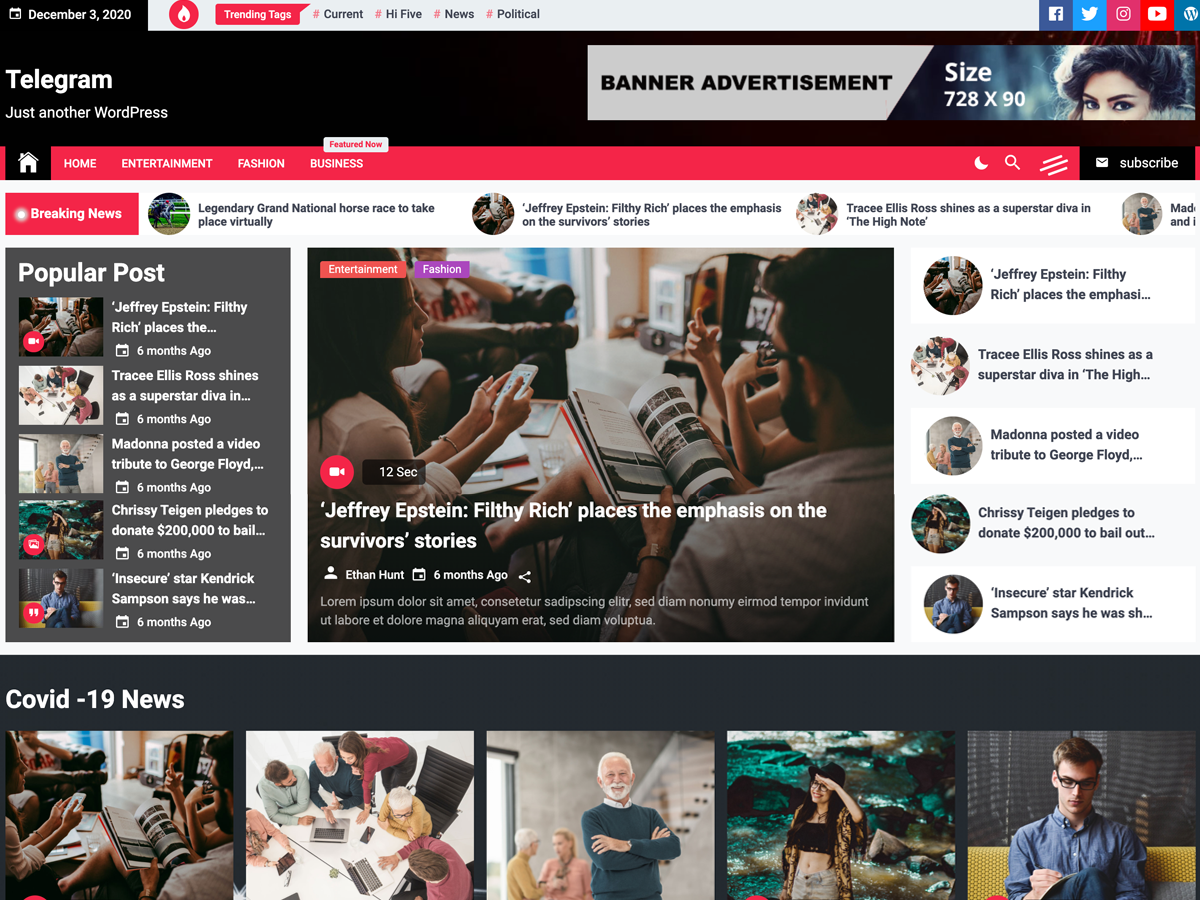 December 3, 2020
Trending Tags
# Current
# Hi Five
# News
# Political
Telegram
Just another WordPress
BANNER ADVERTISEMENT
Size
728 X 90
Featured Now
HOME
ENTERTAINMENT
FASHION
BUSINESS
subscribe
Breaking News
Legendary Grand National horse race to take
place virtually
‘Jeffrey Epstein: Filthy Rich’ places the emphasis
on the survivors’ stories
Tracee Ellis Ross shines as a superstar diva in
‘The High Note’
Popular Post
‘Jeffrey Epstein: Filthy
Rich’ places the...
6 months Ago
Tracee Ellis Ross shines
as a superstar diva in...
6 months Ago
Madonna posted a video
tribute to George Floyd,...
6 months Ago
Chrissy Teigen pledges to
donate $200,000 to bail...
6 months Ago
‘Insecure’ star Kendrick
Sampson says he was...
6 months Ago
Entertainment
Fashion
12 Sec
‘Jeffrey Epstein: Filthy Rich’ places the emphasis on the
survivors’ stories
Ethan Hunt
6 months Ago
Lorem ipsum dolor sit amet, consetetur sadipscing elitr, sed diam nonumy eirmod tempor invidunt
ut labore et dolore magna aliquyam erat, sed diam voluptua.
‘Jeffrey Epstein: Filthy
Rich’ places the emphasi...
Tracee Ellis Ross shines as a
superstar diva in ‘The High...
Madonna posted a video
tribute to George Floyd,...
Chrissy Teigen pledges to
donate $200,000 to bail out...
‘Insecure’ star Kendrick
Sampson says he was sh...
Covid -19 News